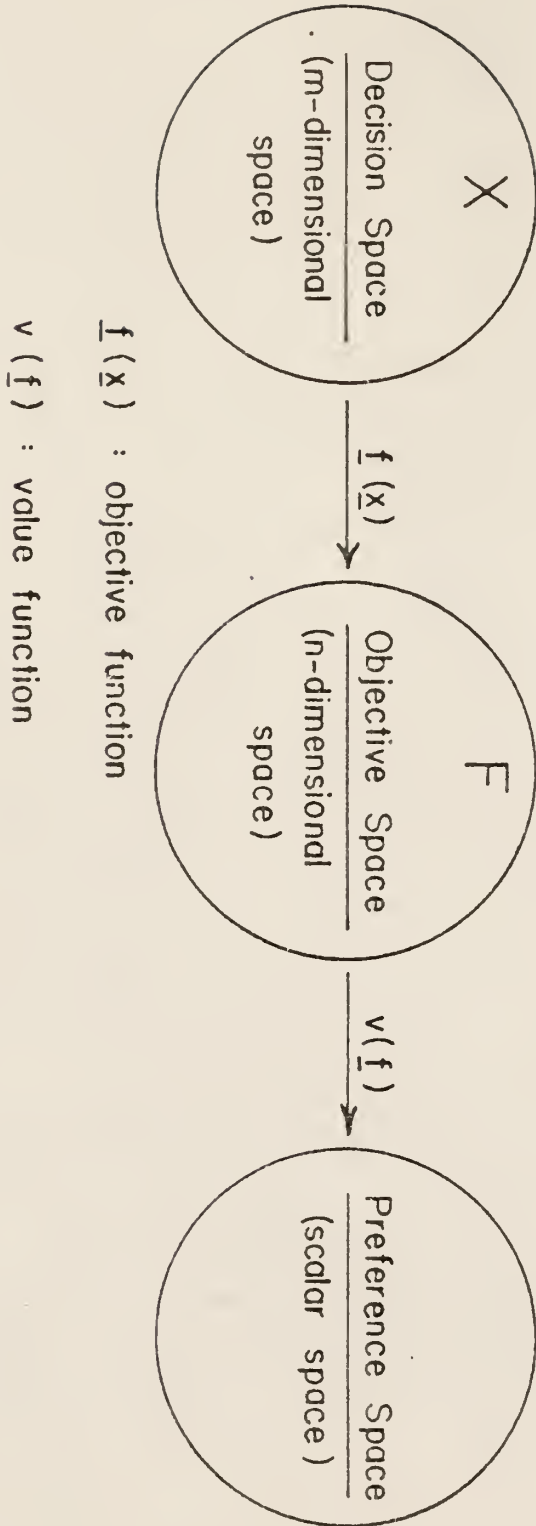 X
Decision Space
(m-dimensional
space)
f (x)
F
Objective Space
(n-dimensional
space)
v(f)
Preference Space
(scalar space)
f (x) : objective function
v (f) : value function